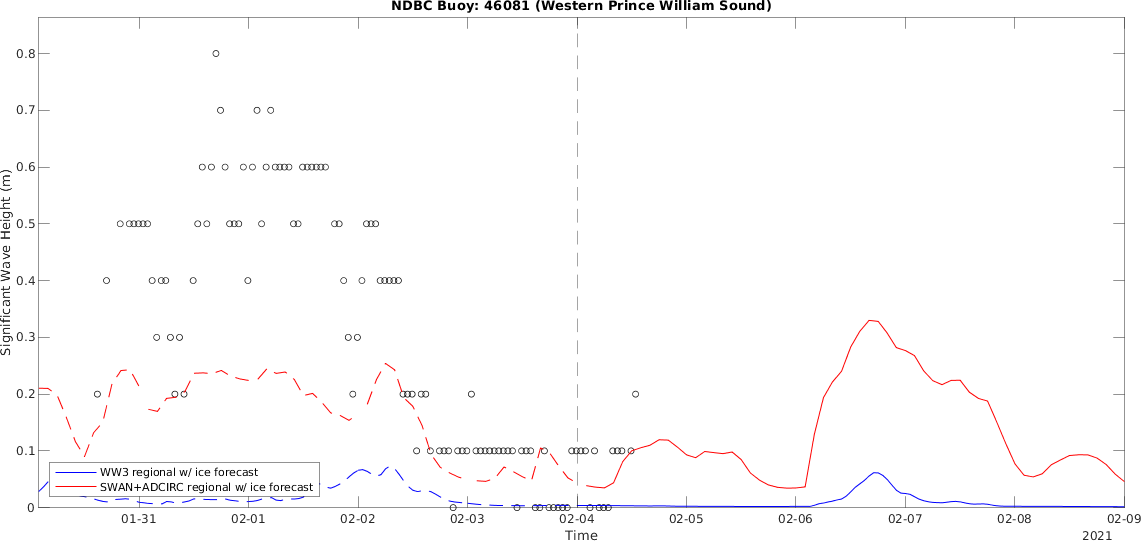 NDBC Buoy: 46081 (Western Prince William Sound)
Significant Wave Height (m)
0.8
0.7
0.6
0.5
0.4
0.3
0.2
0.1
0
WW3 regional w/ ice forecast
SWAN+ADCIRC regional w/ ice forecast
01-31 02-01 02-02 02-03 02-04 02-05 02-06 02-07 02-08 02-09
Time
2021